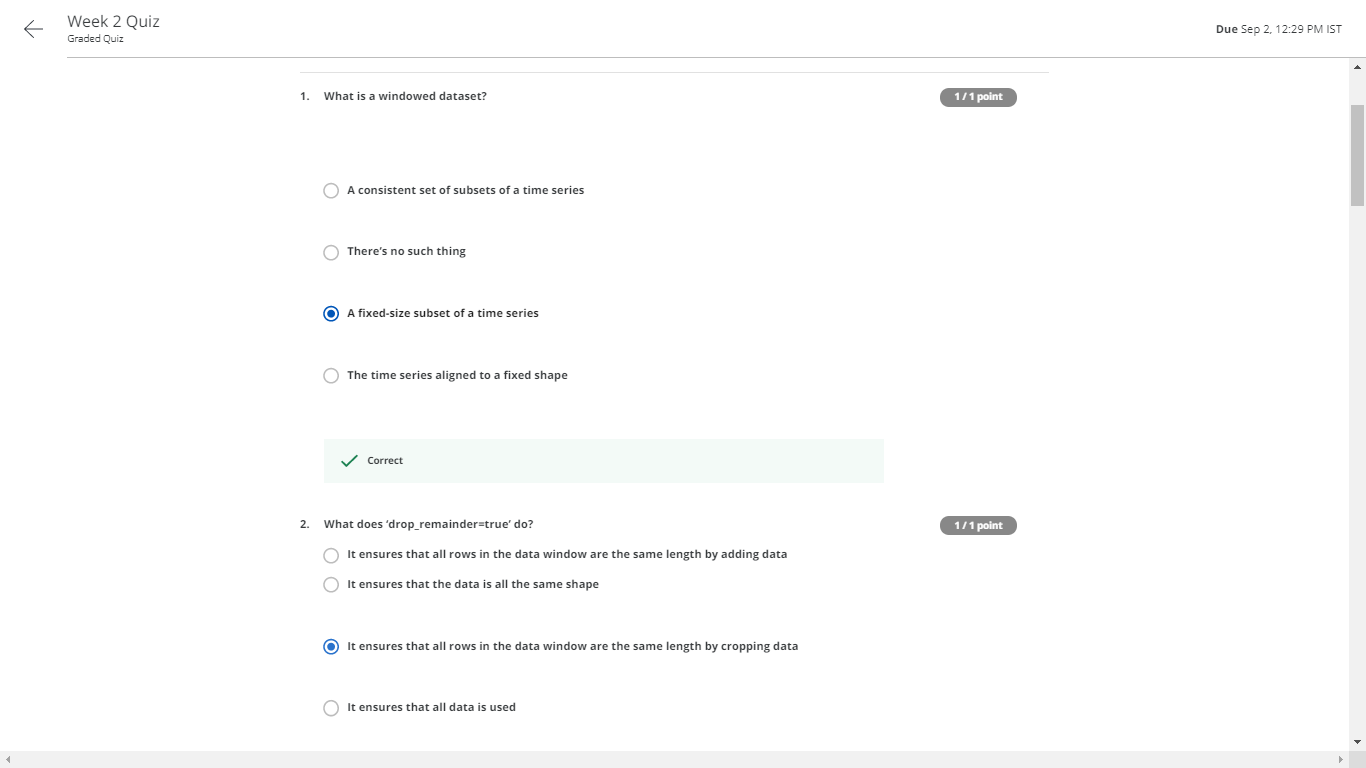 Week 2 Quiz
Graded Quiz
Due Sep 2, 12:29 PM IST
1. What is a windowed dataset?
1 / 1 point
A consistent set of subsets of a time series
There's no such thing
A fixed-size subset of a time series
The time series aligned to a fixed shape
Correct
2. What does ‘drop_remainder=true’ do?
1 / 1 point
It ensures that all rows in the data window are the same length by adding data
It ensures that the data is all the same shape
It ensures that all rows in the data window are the same length by cropping data
It ensures that all data is used